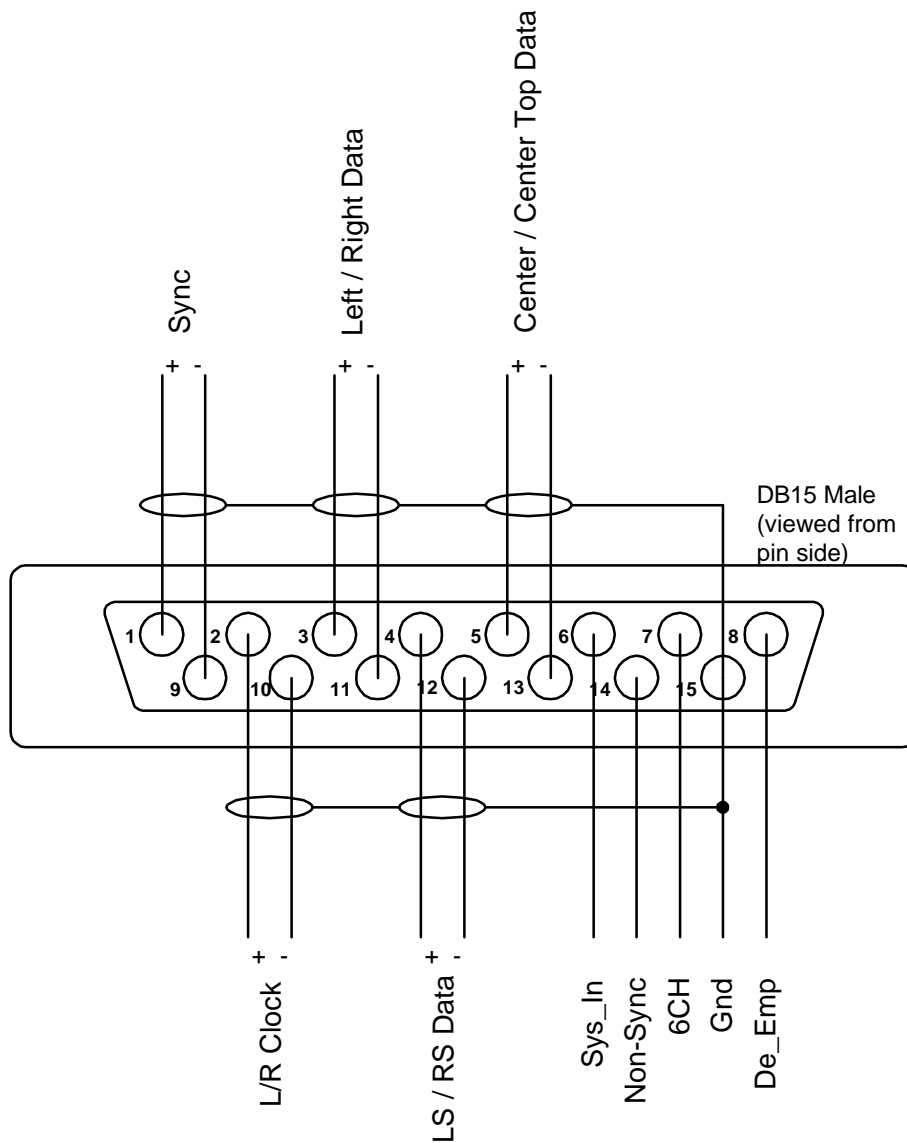 Sync
Left / Right Data
Center / Center Top Data
+ -
+ -
+ -
DB15 Male
(viewed from
pin side)
1 2 3 4 5 6 7 8
9 10 11 12 13 14 15
+ -
+ -
L/R Clock
LS / RS Data
Sys_In
Non-Sync
6CH
Gnd
De_Emp